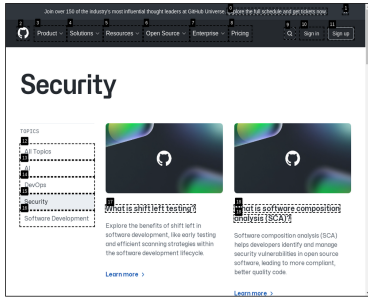 Join over 150 of the industry's most influential thought leaders at GitHub Universe. Explore the full schedule and get tickets now.
Product
Solutions
Resources
Open Source
Enterprise
Pricing
Sign in
Sign up
Security
TOPICS
All Topics
AI
DevOps
Security
Software Development
What is shift left testing?
Explore the benefits of shift left in
software development, like early testing
and efficient scanning strategies within
the software development lifecycle.
Learn more >
What is software composition
analysis (SCA)?
Software composition analysis (SCA)
helps developers identify and manage
security vulnerabilities in open source
software, leading to more compliant,
better quality code.
Learn more >